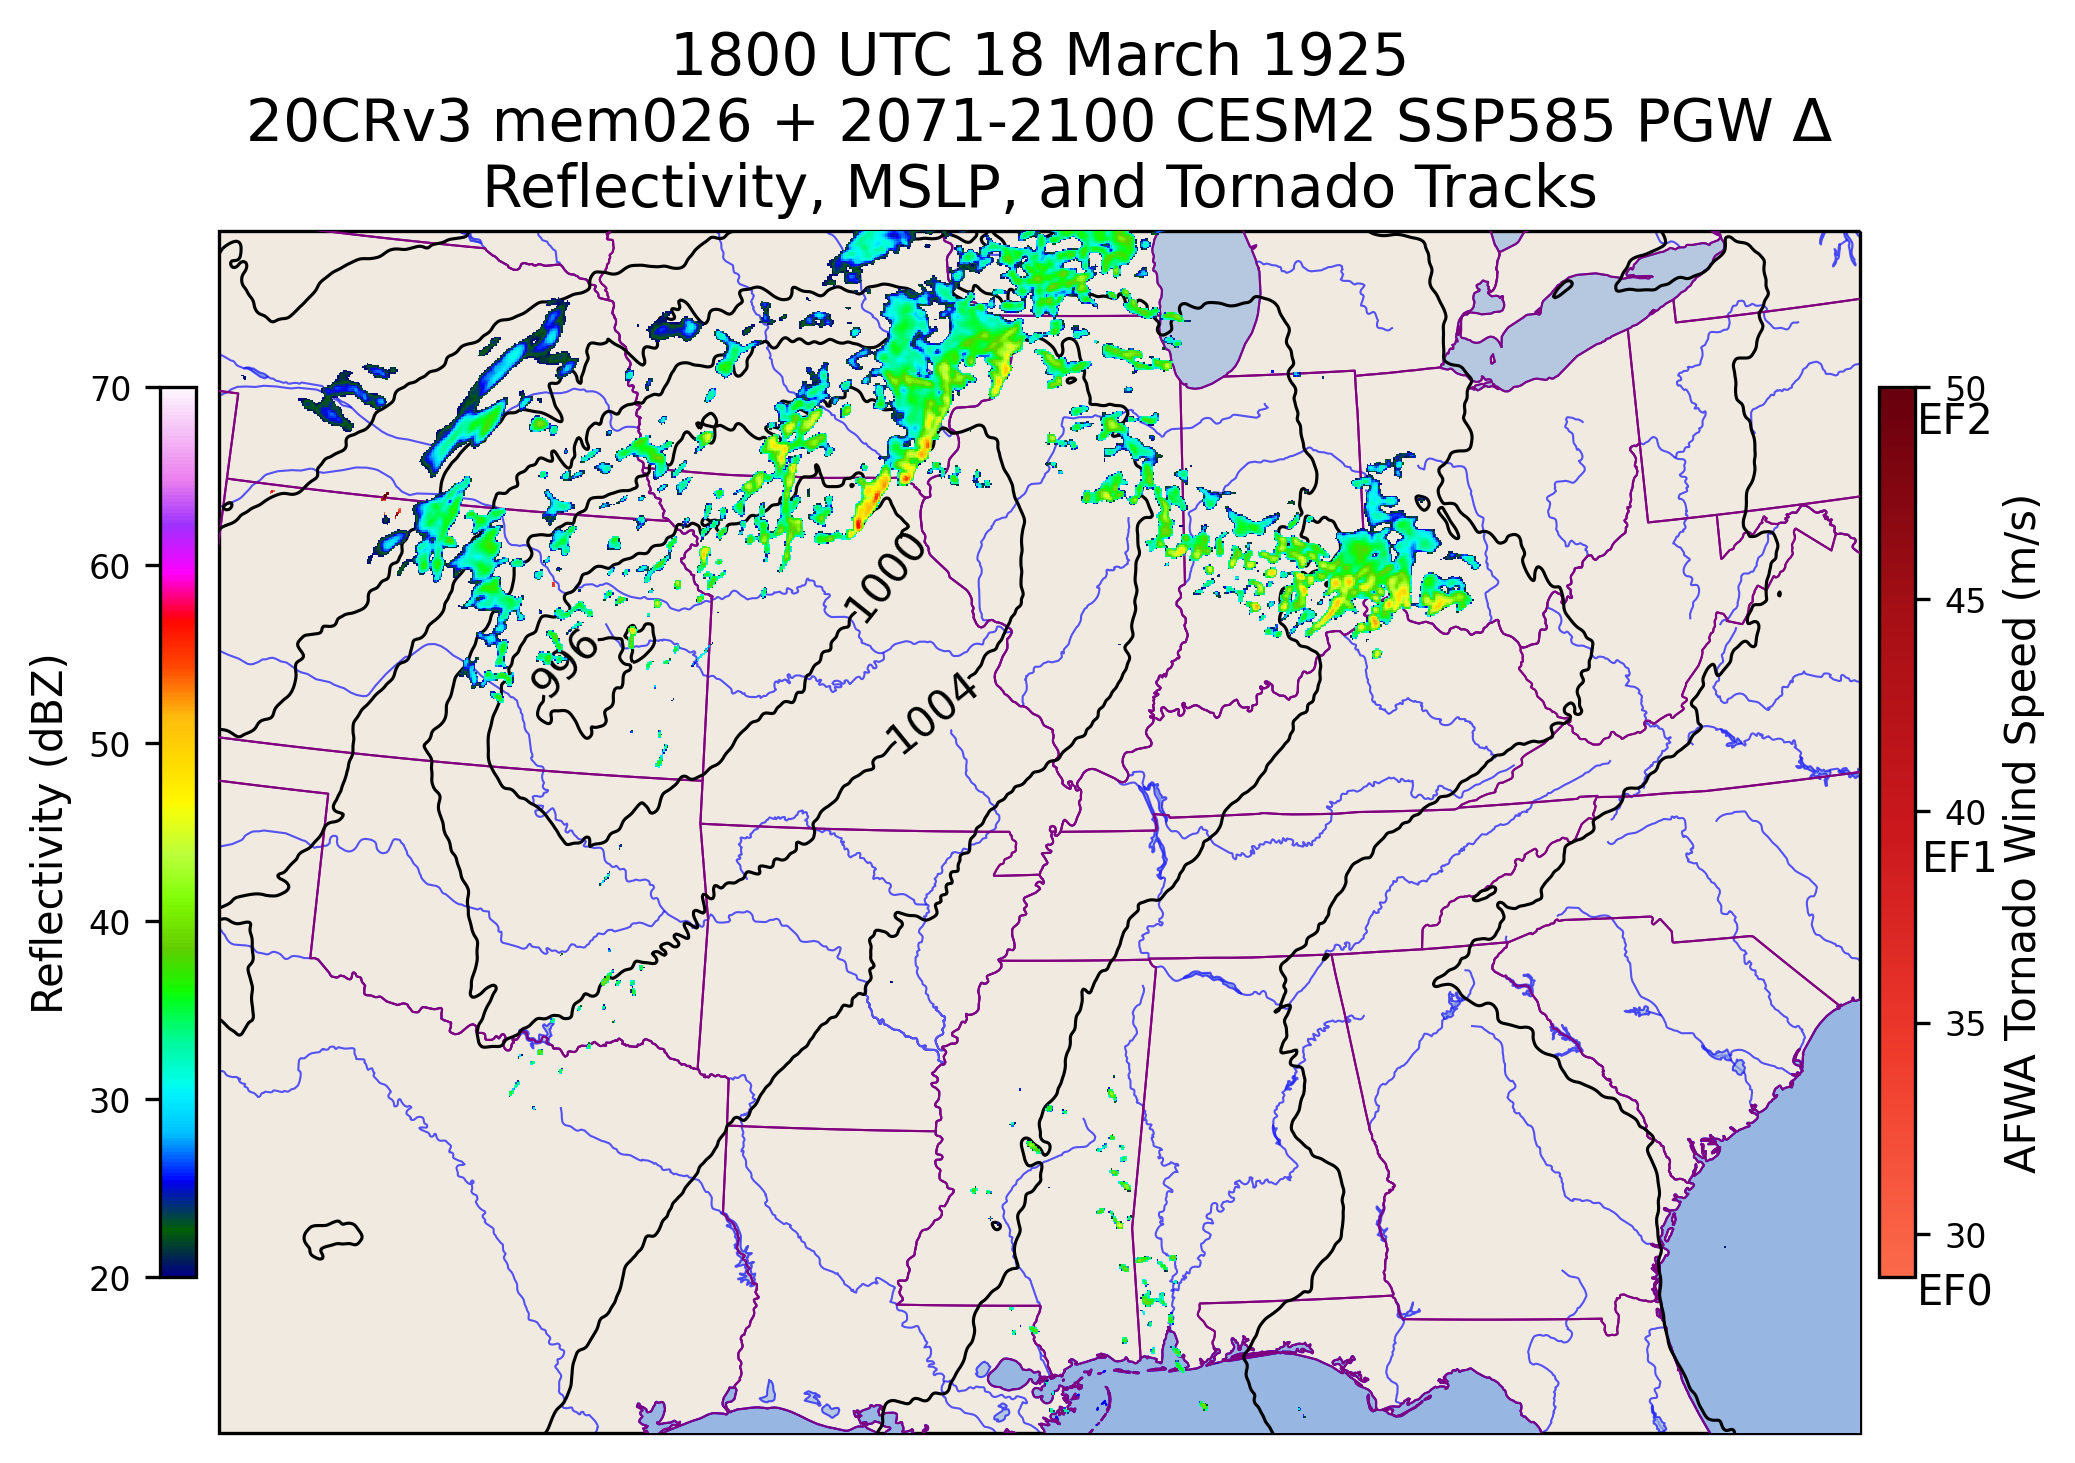 1800 UTC 18 March 1925
20CRv3 mem026 + 2071-2100 CESM2 SSP585 PGW Δ
Reflectivity, MSLP, and Tornado Tracks
70
60
50
40
30
20
Reflectivity (dBZ)
1000
996
1004
50
EF2
45
40
EF1
35
30
EF0
AFWA Tornado Wind Speed (m/s)